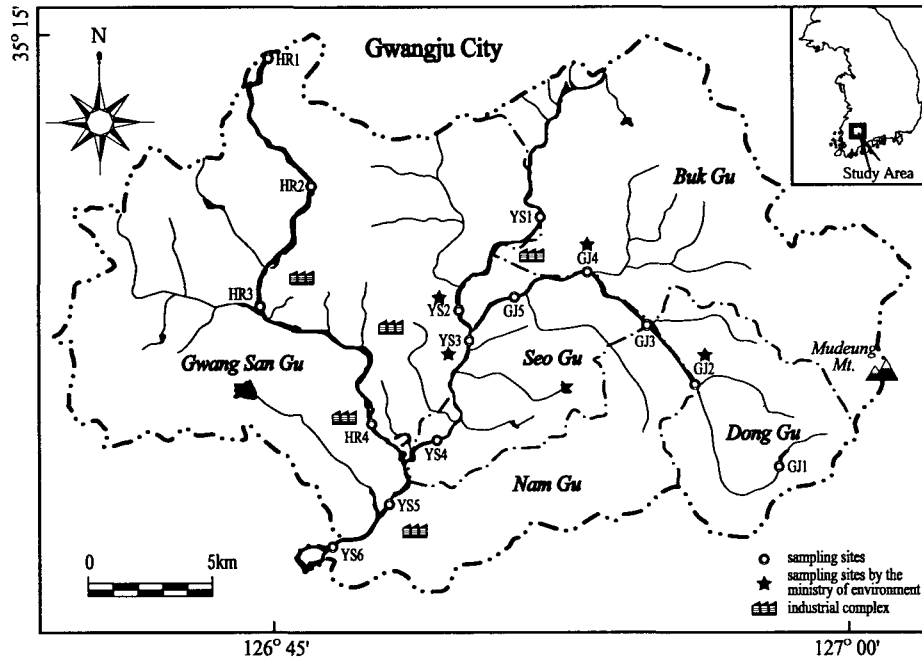 35° 15'
N
Gwangju City
HR1
Study Area
HR2
Buk Gu
YS1
GJ4
HR3
YS2
GJ5
YS3
GJ3
Gwang San Gu
Seo Gu
GJ2
Mudeung
Mt.
HR4
YS4
Dong Gu
GJ1
Nam Gu
YS5
YS6
0 5km
sampling sites
sampling sites by the
ministry of environment
industrial complex
126° 45'
127° 00'